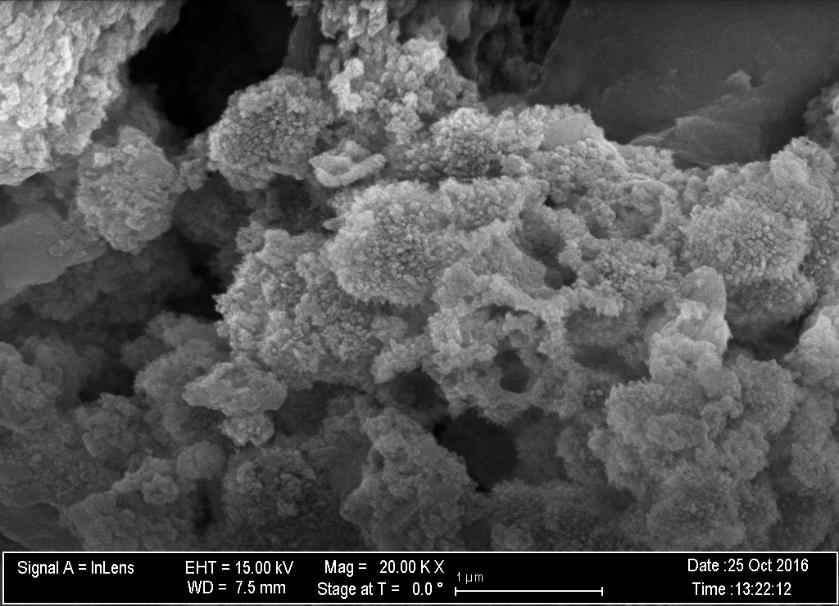 Signal A = InLens
EHT = 15.00 kV
WD = 7.5 mm
Mag = 20.00 K X
Stage at T = 0.0 °
1 µm
Date :25 Oct 2016
Time :13:22:12